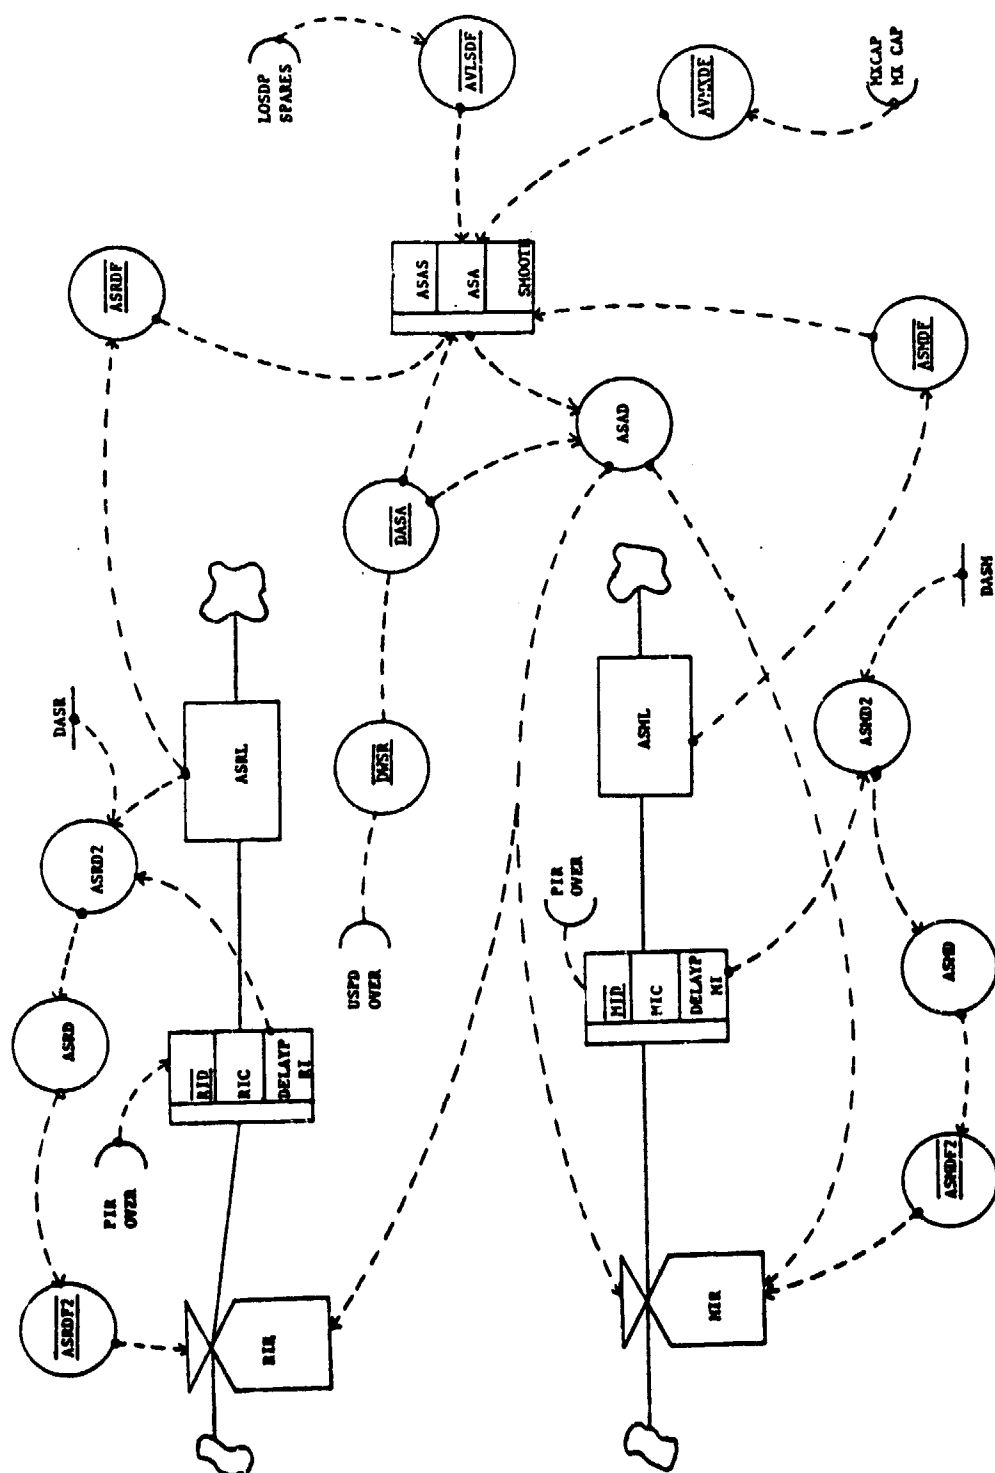 LOSDP
SPARES
AVLSDF
AVMXDF
MXCAP
MX CAP
ASRDF
ASAS
ASA
SMOOTH
ASMDF
ASAD
DASA
DASR
ASRL
DWSR
USPD
OVER
ASML
DASM
ASRD2
ASMD2
PIR
OVER
ASRD
RID
RIC
DELAYP
RI
MID
MIC
DELAYP
MI
ASMD
PIR
OVER
ASRDF2
RIR
MIR
ASMDF2